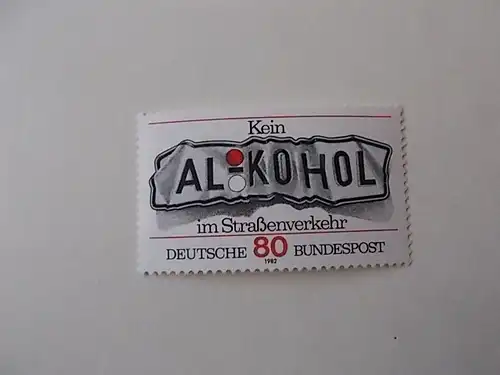 Kein
AL-KOHOL
im Straßenverkehr
DEUTSCHE 80 BUNDESPOST
1982